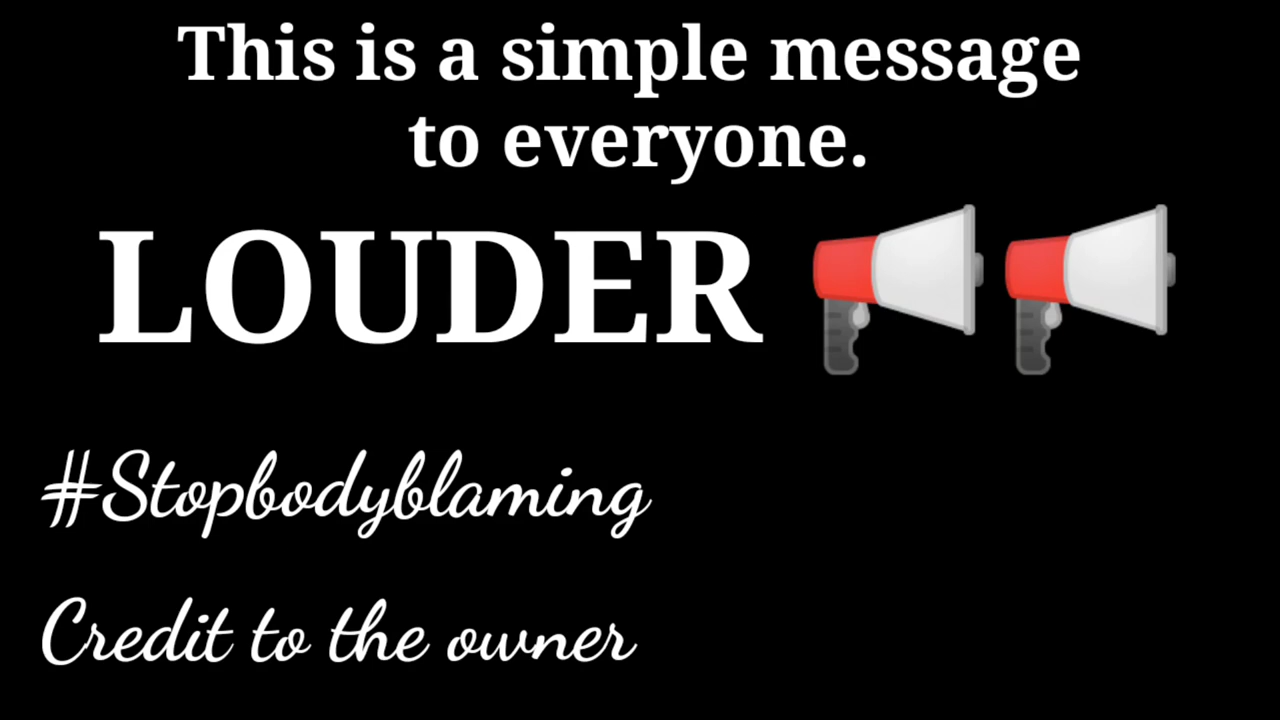 This is a simple message
to everyone.
LOUDER 📢📢
#Stopbodyblaming
Credit to the owner